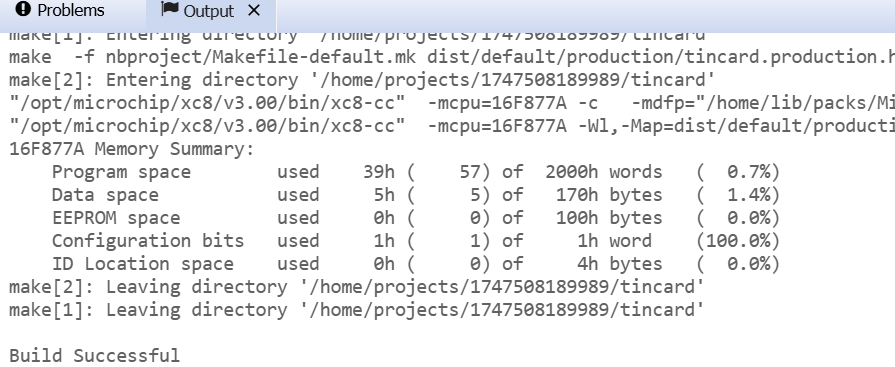 Problems Output ×
make[1]: Entering directory '/home/projects/1747508189989/tincard'
make  -f nbproject/Makefile-default.mk dist/default/production/tincard.production.h
make[2]: Entering directory '/home/projects/1747508189989/tincard'
"/opt/microchip/xc8/v3.00/bin/xc8-cc"  -mcpu=16F877A -c   -mdfp="/home/lib/packs/Mi
"/opt/microchip/xc8/v3.00/bin/xc8-cc"  -mcpu=16F877A -Wl,-Map=dist/default/producti
16F877A Memory Summary:
    Program space        used    39h (    57) of  2000h words   (  0.7%)
    Data space           used     5h (     5) of   170h bytes   (  1.4%)
    EEPROM space         used     0h (     0) of   100h bytes   (  0.0%)
    Configuration bits   used     1h (     1) of     1h word    (100.0%)
    ID Location space    used     0h (     0) of     4h bytes   (  0.0%)
make[2]: Leaving directory '/home/projects/1747508189989/tincard'
make[1]: Leaving directory '/home/projects/1747508189989/tincard'
Build Successful